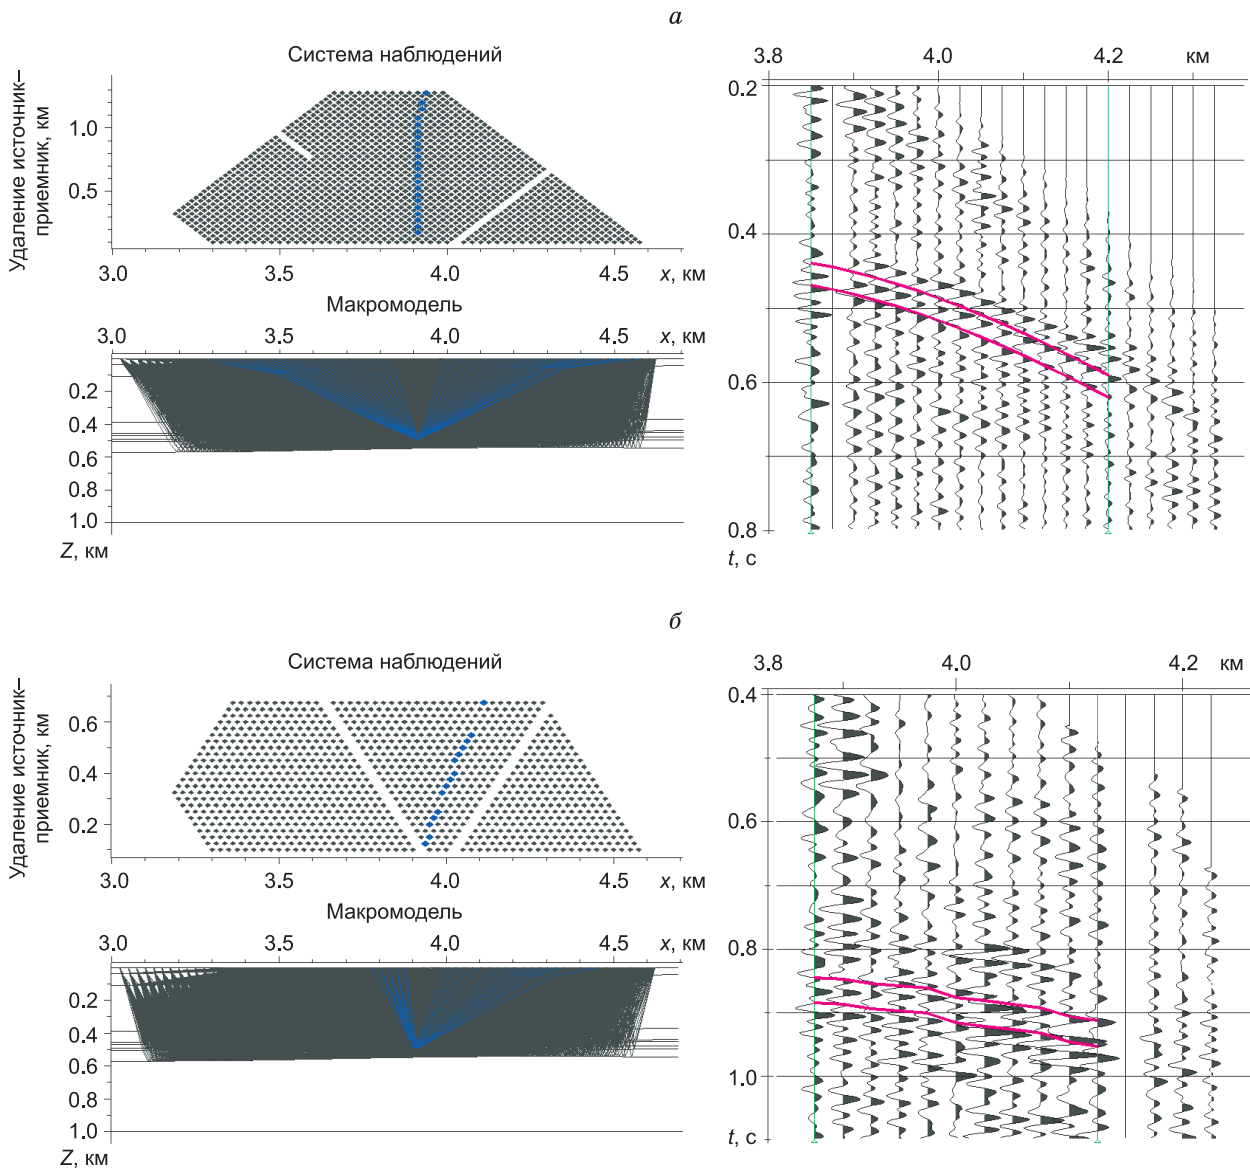 а
Система наблюдений
Удаление источник–
приемник, км
1.0
0.5
3.0 3.5 4.0 4.5 x, км
Макромодель
3.0 3.5 4.0 4.5 x, км
0.2
0.4
0.6
0.8
1.0
Z, км
3.8 4.0 4.2 км
0.2
0.4
0.6
0.8
t, с
б
Система наблюдений
Удаление источник–
приемник, км
0.6
0.4
0.2
3.0 3.5 4.0 4.5 x, км
Макромодель
3.0 3.5 4.0 4.5 x, км
0.2
0.4
0.6
0.8
1.0
Z, км
3.8 4.0 4.2 км
0.4
0.6
0.8
1.0
t, с